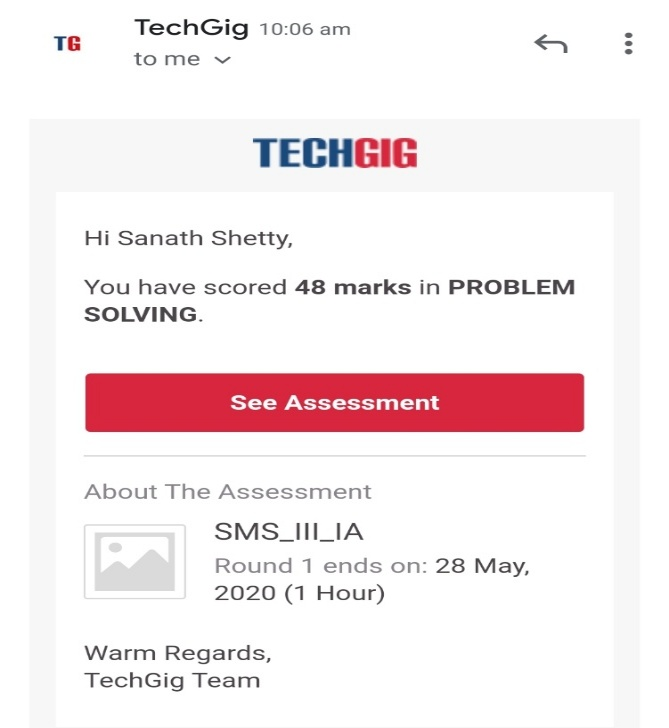 TG
TechGig 10:06 am
to me
TECHGIG
Hi Sanath Shetty,
You have scored 48 marks in PROBLEM
SOLVING.
See Assessment
About The Assessment
SMS_III_IA
Round 1 ends on: 28 May,
2020 (1 Hour)
Warm Regards,
TechGig Team